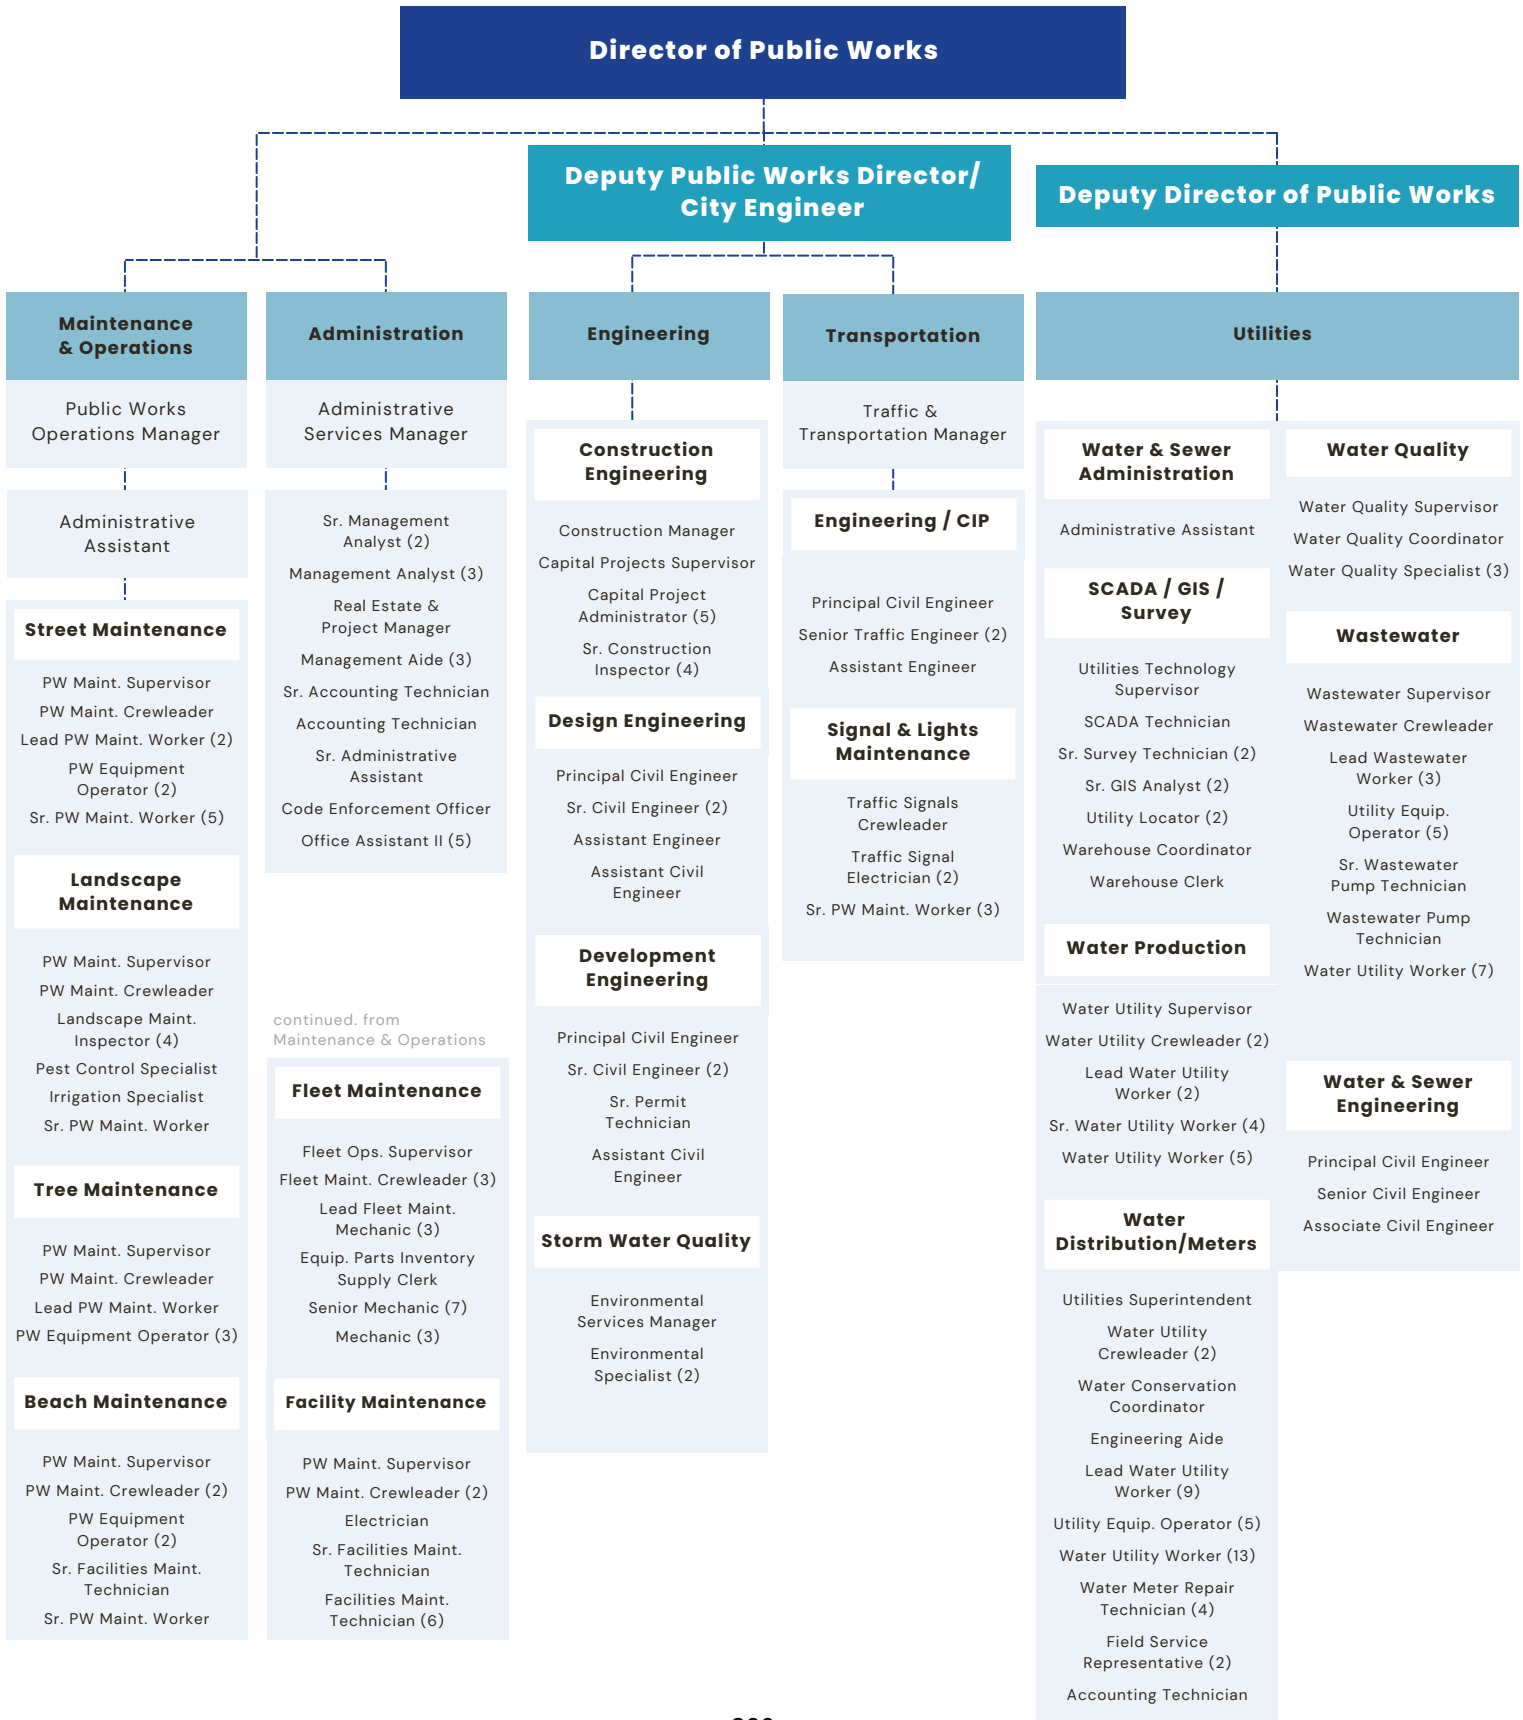 Director of Public Works
Deputy Public Works Director/
City Engineer
Deputy Director of Public Works
Maintenance
& Operations
Public Works
Operations Manager
Administrative
Assistant
Street Maintenance
PW Maint. Supervisor
PW Maint. Crewleader
Lead PW Maint. Worker (2)
PW Equipment
Operator (2)
Sr. PW Maint. Worker (5)
Landscape
Maintenance
PW Maint. Supervisor
PW Maint. Crewleader
Landscape Maint.
Inspector (4)
Pest Control Specialist
Irrigation Specialist
Sr. PW Maint. Worker
Tree Maintenance
PW Maint. Supervisor
PW Maint. Crewleader
Lead PW Maint. Worker
PW Equipment Operator (3)
Beach Maintenance
PW Maint. Supervisor
PW Maint. Crewleader (2)
PW Equipment
Operator (2)
Sr. Facilities Maint.
Technician
Sr. PW Maint. Worker
Administration
Administrative
Services Manager
Sr. Management
Analyst (2)
Management Analyst (3)
Real Estate &
Project Manager
Management Aide (3)
Sr. Accounting Technician
Accounting Technician
Sr. Administrative
Assistant
Code Enforcement Officer
Office Assistant II (5)
continued. from
Maintenance & Operations
Fleet Maintenance
Fleet Ops. Supervisor
Fleet Maint. Crewleader (3)
Lead Fleet Maint.
Mechanic (3)
Equip. Parts Inventory
Supply Clerk
Senior Mechanic (7)
Mechanic (3)
Facility Maintenance
PW Maint. Supervisor
PW Maint. Crewleader (2)
Electrician
Sr. Facilities Maint.
Technician
Facilities Maint.
Technician (6)
Engineering
Construction
Engineering
Construction Manager
Capital Projects Supervisor
Capital Project
Administrator (5)
Sr. Construction
Inspector (4)
Design Engineering
Principal Civil Engineer
Sr. Civil Engineer (2)
Assistant Engineer
Assistant Civil
Engineer
Development
Engineering
Principal Civil Engineer
Sr. Civil Engineer (2)
Sr. Permit
Technician
Assistant Civil
Engineer
Storm Water Quality
Environmental
Services Manager
Environmental
Specialist (2)
Transportation
Traffic &
Transportation Manager
Engineering / CIP
Principal Civil Engineer
Senior Traffic Engineer (2)
Assistant Engineer
Signal & Lights
Maintenance
Traffic Signals
Crewleader
Traffic Signal
Electrician (2)
Sr. PW Maint. Worker (3)
Utilities
Water & Sewer
Administration
Administrative Assistant
SCADA / GIS /
Survey
Utilities Technology
Supervisor
SCADA Technician
Sr. Survey Technician (2)
Sr. GIS Analyst (2)
Utility Locator (2)
Warehouse Coordinator
Warehouse Clerk
Water Production
Water Utility Supervisor
Water Utility Crewleader (2)
Lead Water Utility
Worker (2)
Sr. Water Utility Worker (4)
Water Utility Worker (5)
Water
Distribution/Meters
Utilities Superintendent
Water Utility
Crewleader (2)
Water Conservation
Coordinator
Engineering Aide
Lead Water Utility
Worker (9)
Utility Equip. Operator (5)
Water Utility Worker (13)
Water Meter Repair
Technician (4)
Field Service
Representative (2)
Accounting Technician
Water Quality
Water Quality Supervisor
Water Quality Coordinator
Water Quality Specialist (3)
Wastewater
Wastewater Supervisor
Wastewater Crewleader
Lead Wastewater
Worker (3)
Utility Equip.
Operator (5)
Sr. Wastewater
Pump Technician
Wastewater Pump
Technician
Water Utility Worker (7)
Water & Sewer
Engineering
Principal Civil Engineer
Senior Civil Engineer
Associate Civil Engineer